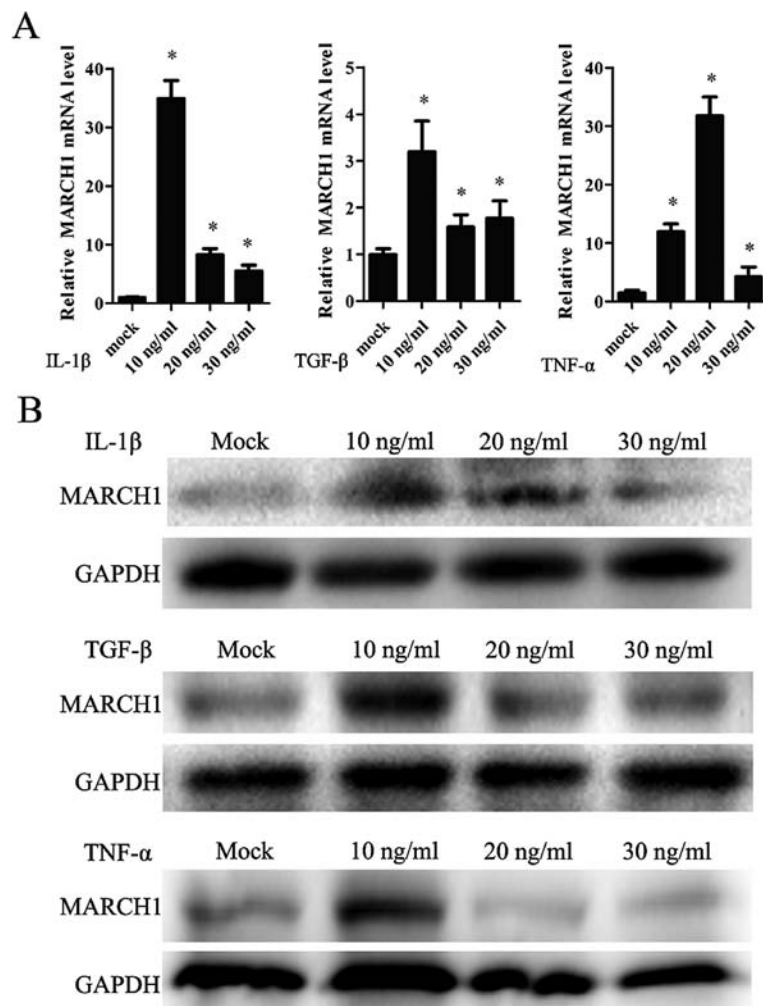 A
Relative MARCH1 mRNA level
40
30
20
10
0
*
*
*
mock
10 ng/ml
20 ng/ml
30 ng/ml
IL-1β
Relative MARCH1 mRNA level
5
4
3
2
1
0
*
*
*
mock
10 ng/ml
20 ng/ml
30 ng/ml
TGF-β
Relative MARCH1 mRNA level
40
30
20
10
0
*
*
*
mock
10 ng/ml
20 ng/ml
30 ng/ml
TNF-α
B
IL-1β Mock 10 ng/ml 20 ng/ml 30 ng/ml
MARCH1
GAPDH
TGF-β Mock 10 ng/ml 20 ng/ml 30 ng/ml
MARCH1
GAPDH
TNF-α Mock 10 ng/ml 20 ng/ml 30 ng/ml
MARCH1
GAPDH